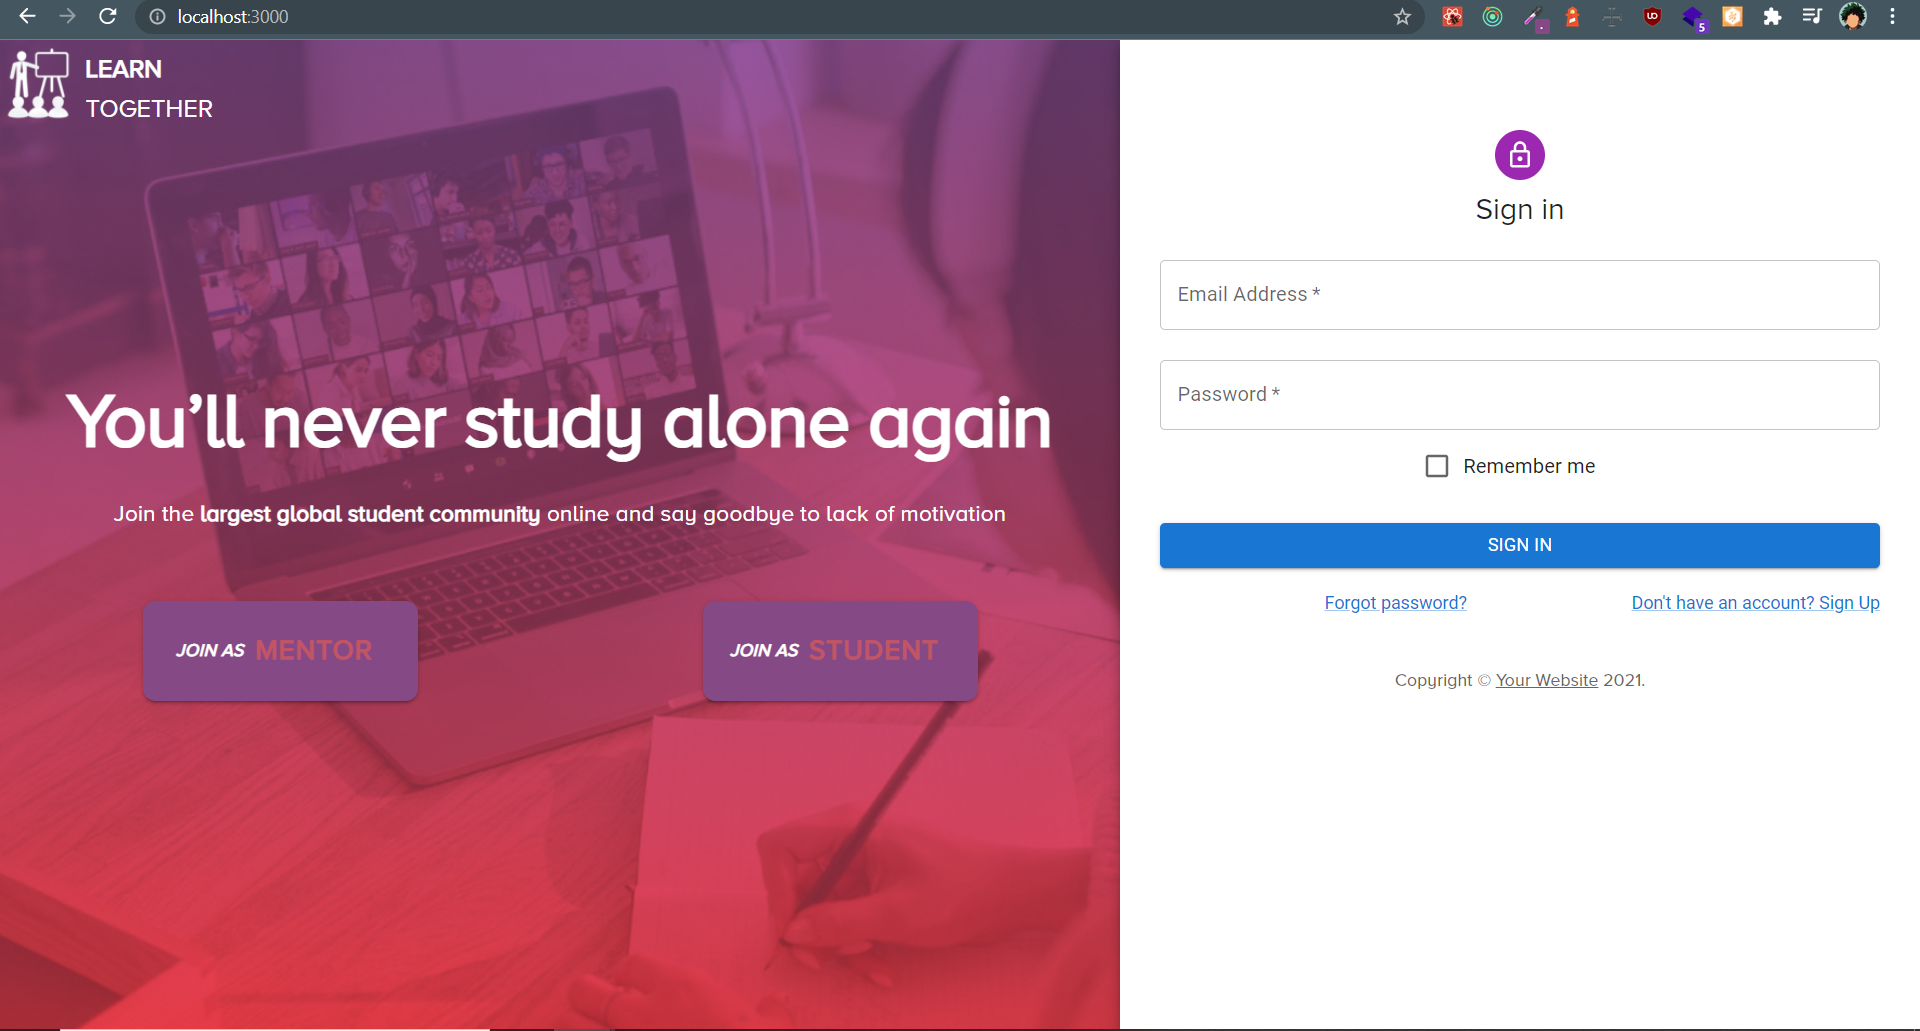 localhost:3000
5
LEARN
TOGETHER
You’ll never study alone again
Join the largest global student community online and say goodbye to lack of motivation
JOIN AS MENTOR
JOIN AS STUDENT
Sign in
Email Address *
Password *
Remember me
SIGN IN
Forgot password?
Don't have an account? Sign Up
Copyright © Your Website 2021.